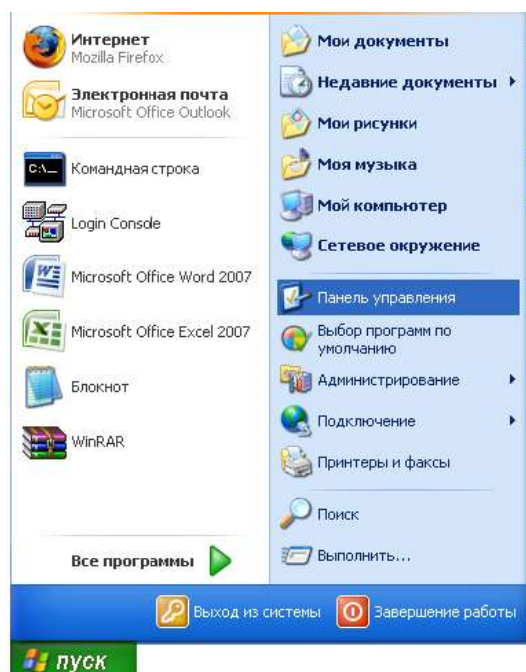 Интернет
Mozilla Firefox
Электронная почта
Microsoft Office Outlook
C:\_
Командная строка
Login Console
Microsoft Office Word 2007
Microsoft Office Excel 2007
Блокнот
WinRAR
Все программы
Мои документы
Недавние документы
Мои рисунки
Моя музыка
Мой компьютер
Сетевое окружение
Панель управления
Выбор программ по
умолчанию
Администрирование
Подключение
Принтеры и факсы
Поиск
Выполнить...
Выход из системы
Завершение работы
пуск